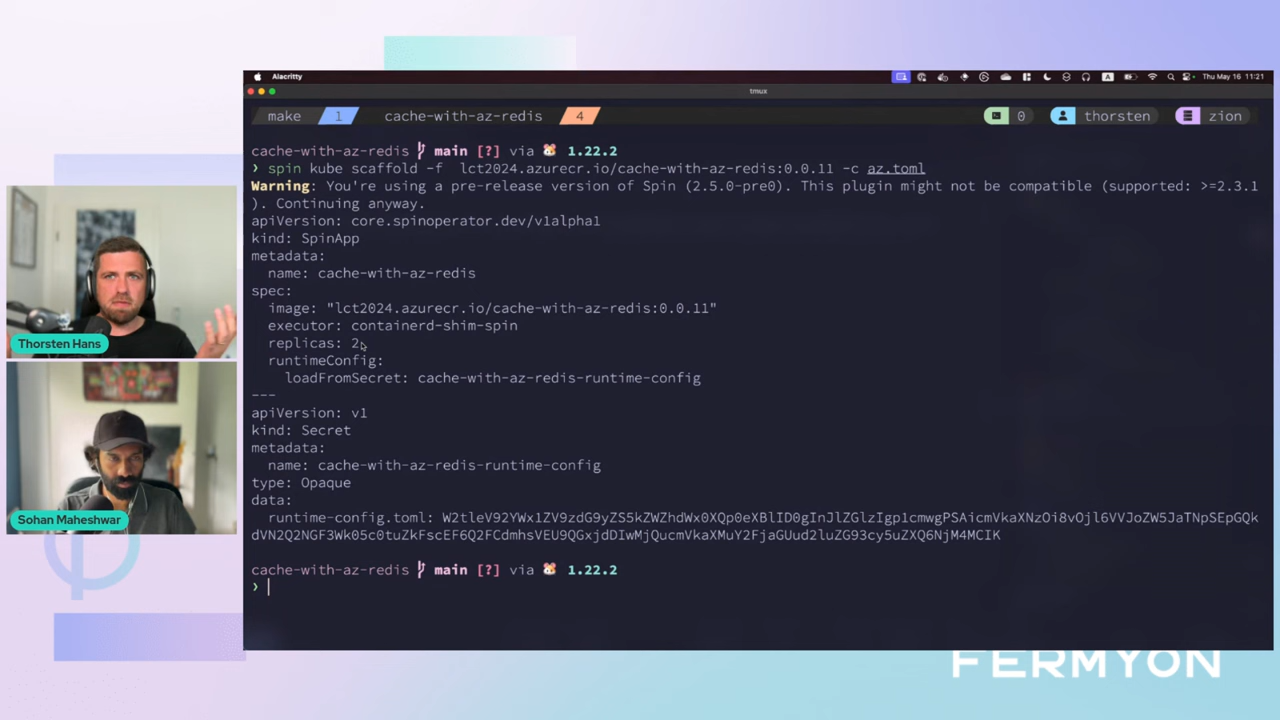 Alacritty
Thu May 16 11:21
tmux
make 1 cache-with-az-redis 4 0 thorsten zion
cache-with-az-redis main [?] via 1.22.2
❯ spin kube scaffold -f lct2024.azurecr.io/cache-with-az-redis:0.0.11 -c az.toml
Warning: You're using a pre-release version of Spin (2.5.0-pre0). This plugin might not be compatible (supported: >=2.3.1
). Continuing anyway.
apiVersion: core.spinoperator.dev/v1alpha1
kind: SpinApp
metadata:
name: cache-with-az-redis
spec:
image: "lct2024.azurecr.io/cache-with-az-redis:0.0.11"
executor: containerd-shim-spin
replicas: 2
runtimeConfig:
loadFromSecret: cache-with-az-redis-runtime-config
---
apiVersion: v1
kind: Secret
metadata:
name: cache-with-az-redis-runtime-config
type: Opaque
data:
runtime-config.toml:
cache-with-az-redis main [?] via 1.22.2
❯
Thorsten Hans
Sohan Maheshwar
FERMYON